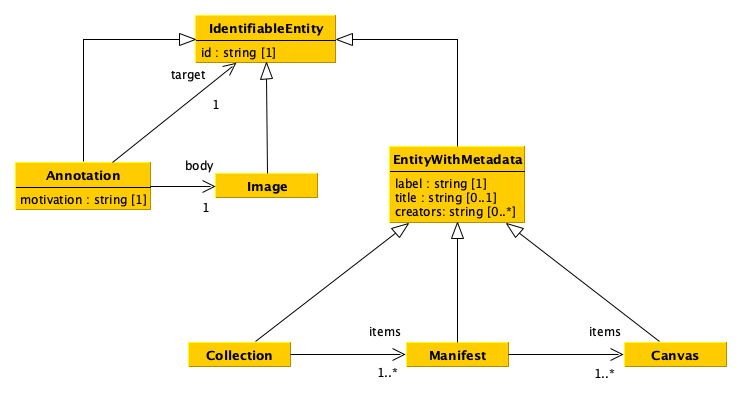 IdentifiableEntity
id : string [1]
target
1
Annotation
motivation : string [1]
body
1
Image
EntityWithMetadata
label : string [1]
title : string [0..1]
creators: string [0..*]
Collection
items
1..*
Manifest
items
1..*
Canvas